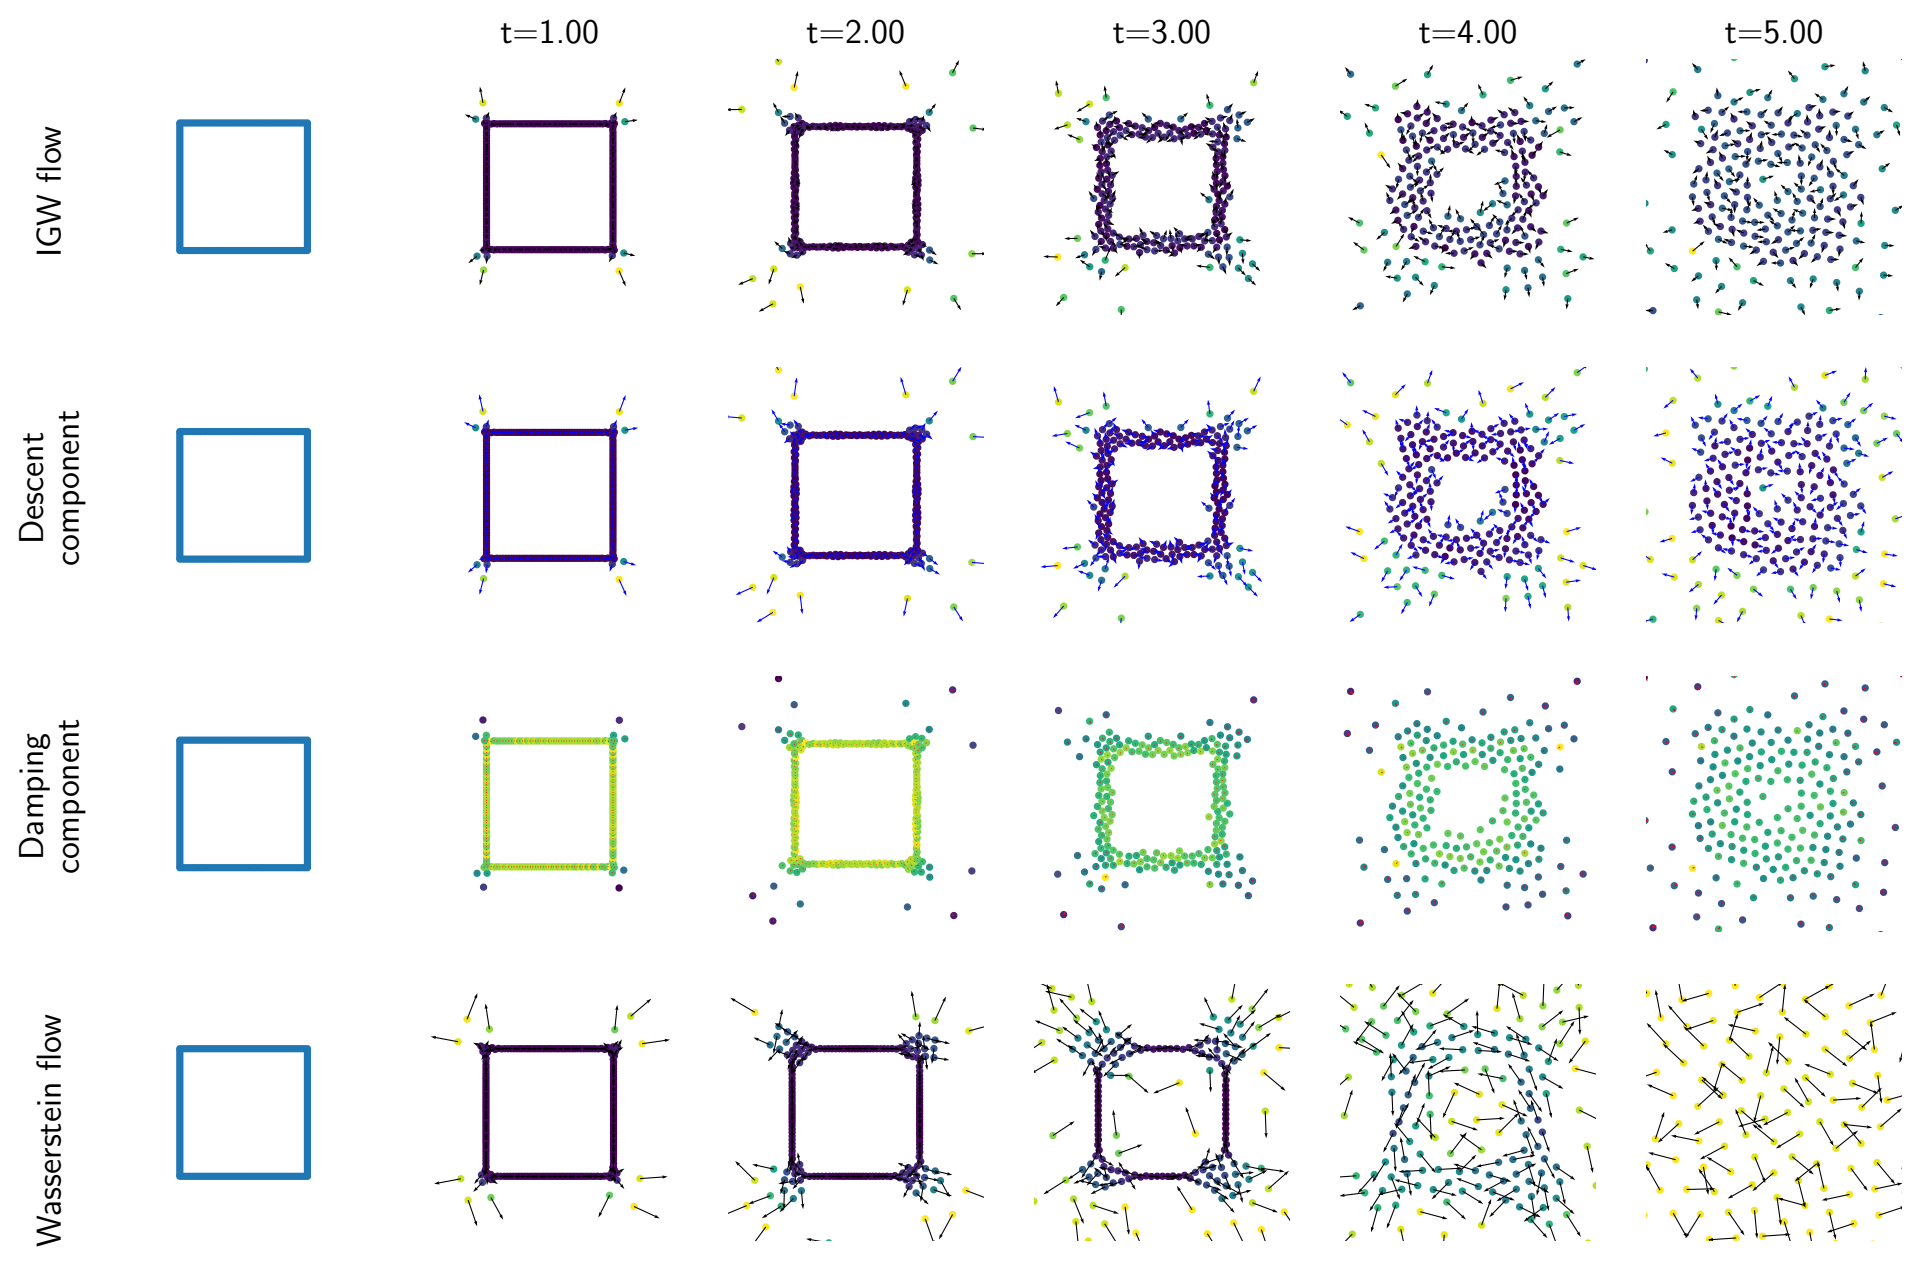 t=1.00 t=2.00 t=3.00 t=4.00 t=5.00
IGW flow
Descent
component
Damping
component
Wasserstein flow